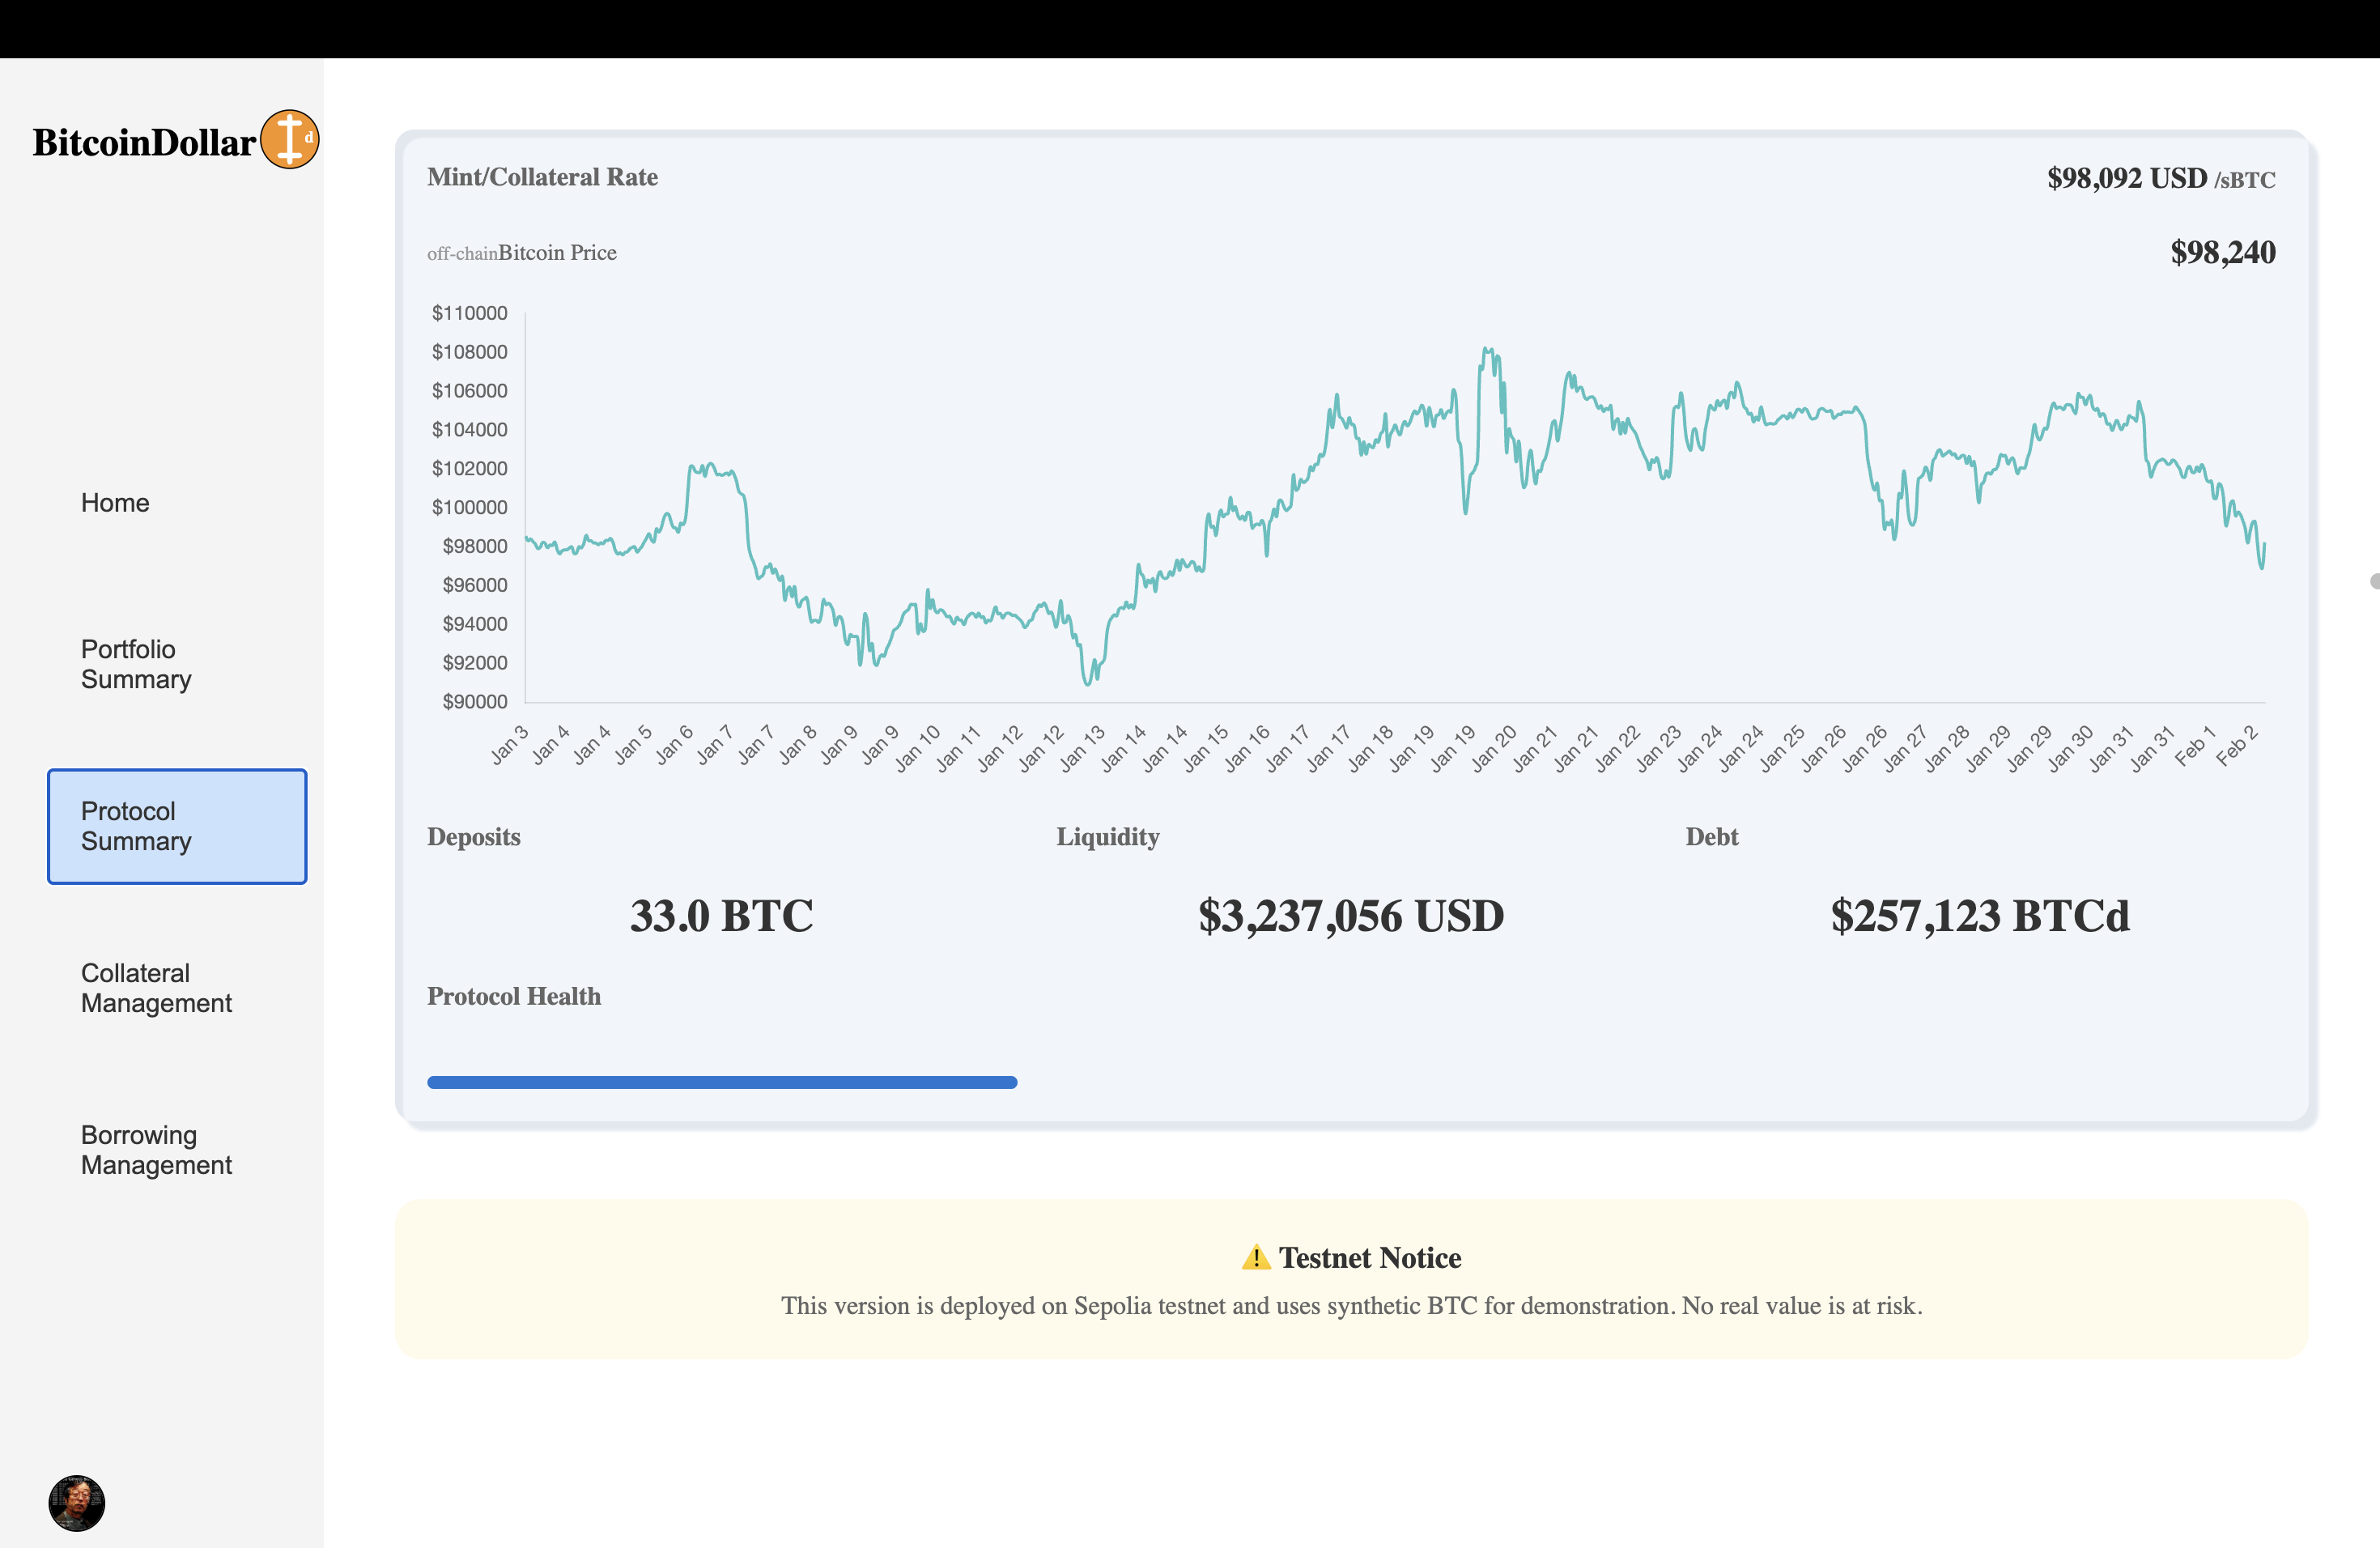 BitcoinDollar
d
Home
Portfolio
Summary
Protocol
Summary
Collateral
Management
Borrowing
Management
Mint/Collateral Rate
$98,092 USD /sBTC
off-chainBitcoin Price
$98,240
$110000
$108000
$106000
$104000
$102000
$100000
$98000
$96000
$94000
$92000
$90000
Jan 3
Jan 4
Jan 4
Jan 5
Jan 6
Jan 7
Jan 7
Jan 8
Jan 9
Jan 9
Jan 10
Jan 11
Jan 12
Jan 12
Jan 13
Jan 14
Jan 14
Jan 15
Jan 16
Jan 17
Jan 17
Jan 18
Jan 19
Jan 19
Jan 20
Jan 21
Jan 21
Jan 22
Jan 23
Jan 24
Jan 24
Jan 25
Jan 26
Jan 26
Jan 27
Jan 28
Jan 29
Jan 29
Jan 30
Jan 31
Jan 31
Feb 1
Feb 2
Deposits
33.0 BTC
Liquidity
$3,237,056 USD
Debt
$257,123 BTCd
Protocol Health
⚠️ Testnet Notice
This version is deployed on Sepolia testnet and uses synthetic BTC for demonstration. No real value is at risk.